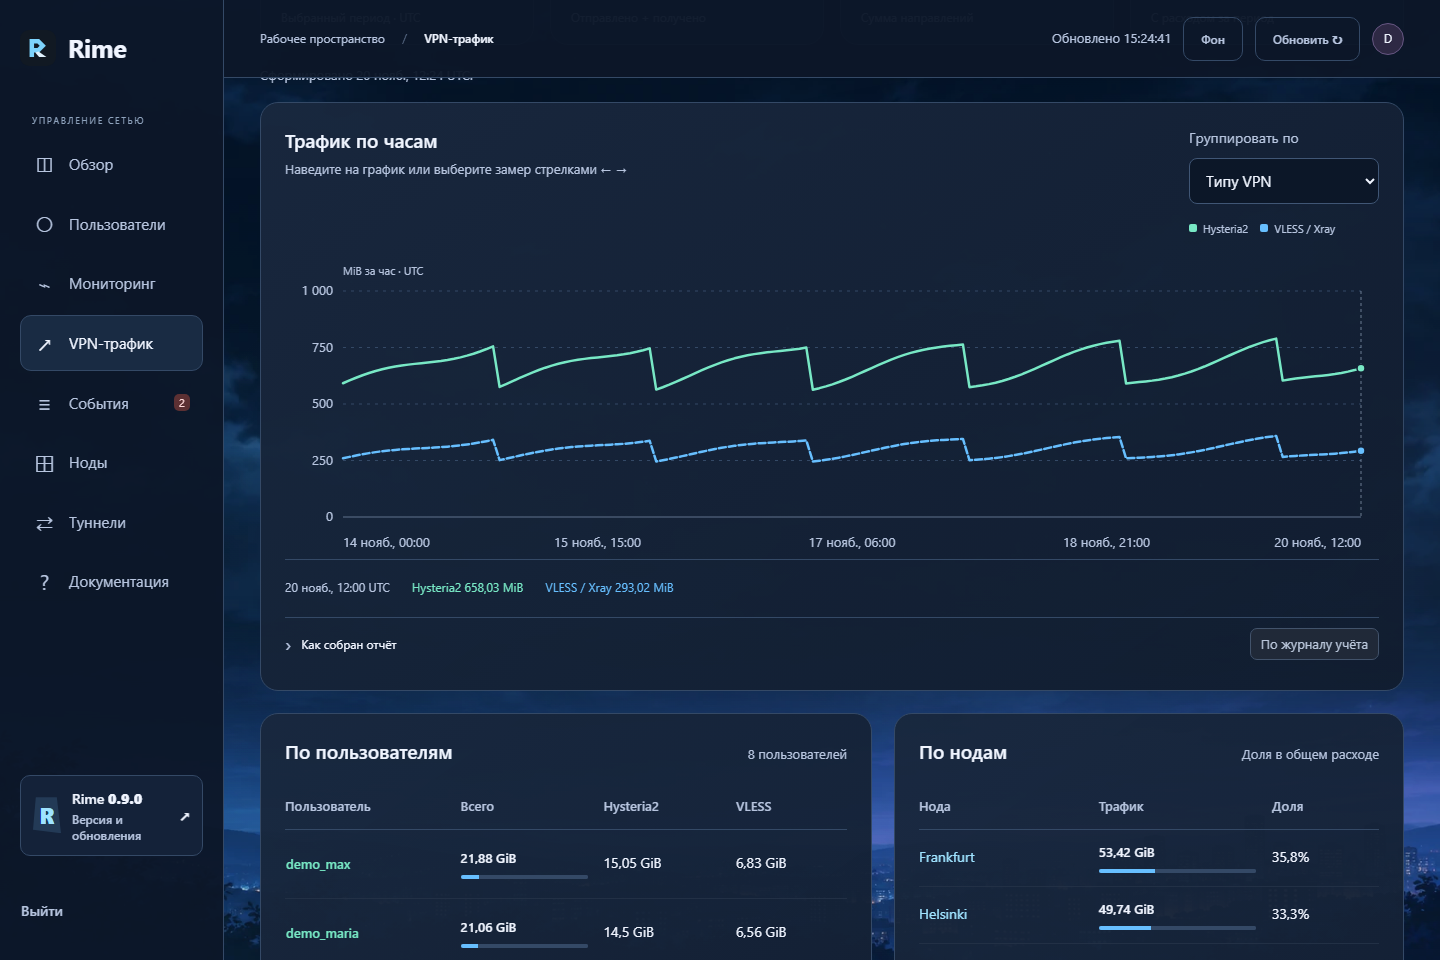 Rime
УПРАВЛЕНИЕ СЕТЬЮ
Обзор
Пользователи
Мониторинг
VPN-трафик
События 2
Ноды
Туннели
? Документация
R Rime 0.9.0
Версия и
обновления
Выйти
Рабочее пространство / VPN-трафик
Обновлено 15:24:41
Фон
Обновить ↻
D
Трафик по часам
Наведите на график или выберите замер стрелками ← →
Группировать по
Типу VPN
Hysteria2 VLESS / Xray
MiB за час · UTC
1 000
750
500
250
0
14 нояб., 00:00 15 нояб., 15:00 17 нояб., 06:00 18 нояб., 21:00 20 нояб., 12:00
20 нояб., 12:00 UTC Hysteria2 658,03 MiB VLESS / Xray 293,02 MiB
Как собран отчёт
По журналу учёта
По пользователям
8 пользователей
Пользователь Всего Hysteria2 VLESS
demo_max 21,88 GiB 15,05 GiB 6,83 GiB
demo_maria 21,06 GiB 14,5 GiB 6,56 GiB
По нодам
Доля в общем расходе
Нода Трафик Доля
Frankfurt 53,42 GiB 35,8%
Helsinki 49,74 GiB 33,3%